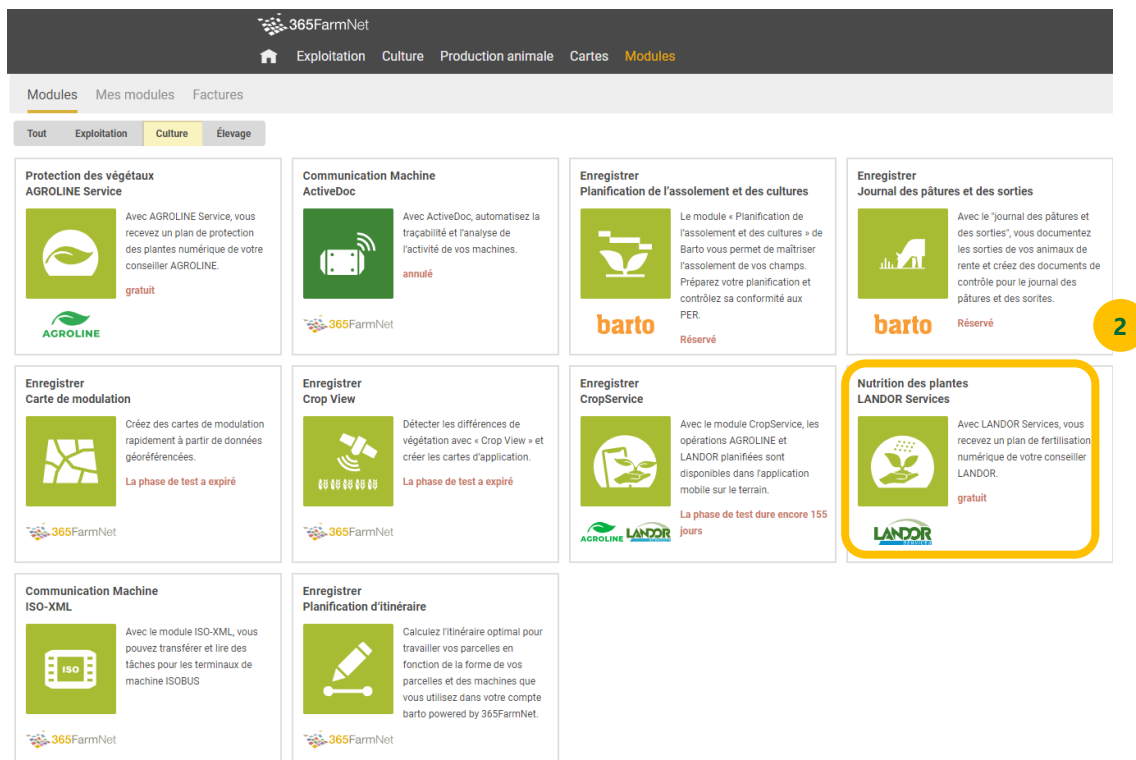 365FarmNet
Exploitation Culture Production animale Cartes Modules
Modules Mes modules Factures
Tout Exploitation Culture Élevage
Protection des végétaux
AGROLINE Service
Avec AGROLINE Service, vous
recevez un plan de protection
des plantes numérique de votre
conseiller AGROLINE.
gratuit
AGROLINE
Communication Machine
ActiveDoc
Avec ActiveDoc, automatisez la
traçabilité et l'analyse de
l'activité de vos machines.
annulé
365FarmNet
Enregistrer
Planification de l'assolement et des cultures
Le module « Planification de
l'assolement et des cultures » de
Barto vous permet de maîtriser
l'assolement de vos champs.
Préparez votre planification et
contrôlez sa conformité aux
PER.
Réservé
barto
Enregistrer
Journal des pâtures et des sorties
Avec le "journal des pâtures et
des sorties", vous documentez
les sorties de vos animaux de
rente et créez des documents de
contrôle pour le journal des
pâtures et des sorites.
Réservé
barto
2
Enregistrer
Carte de modulation
Créez des cartes de modulation
rapidement à partir de données
géoréférencées.
La phase de test a expiré
365FarmNet
Enregistrer
Crop View
Détecter les différences de
végétation avec « Crop View » et
créer les cartes d'application.
La phase de test a expiré
365FarmNet
Enregistrer
CropService
Avec le module CropService, les
opérations AGROLINE et
LANDOR planifiées sont
disponibles dans l'application
mobile sur le terrain.
La phase de test dure encore 155
jours
AGROLINE LANDOR
Nutrition des plantes
LANDOR Services
Avec LANDOR Services, vous
recevez un plan de fertilisation
numérique de votre conseiller
LANDOR.
gratuit
LANDOR
SERVICES
Communication Machine
ISO-XML
Avec le module ISO-XML, vous
pouvez transférer et lire des
tâches pour les terminaux de
machine ISOBUS
ISO
365FarmNet
Enregistrer
Planification d'itinéraire
Calculez l'itinéraire optimal pour
travailler vos parcelles en
fonction de la forme de vos
parcelles et des machines que
vous utilisez dans votre compte
barto powered by 365FarmNet.
365FarmNet